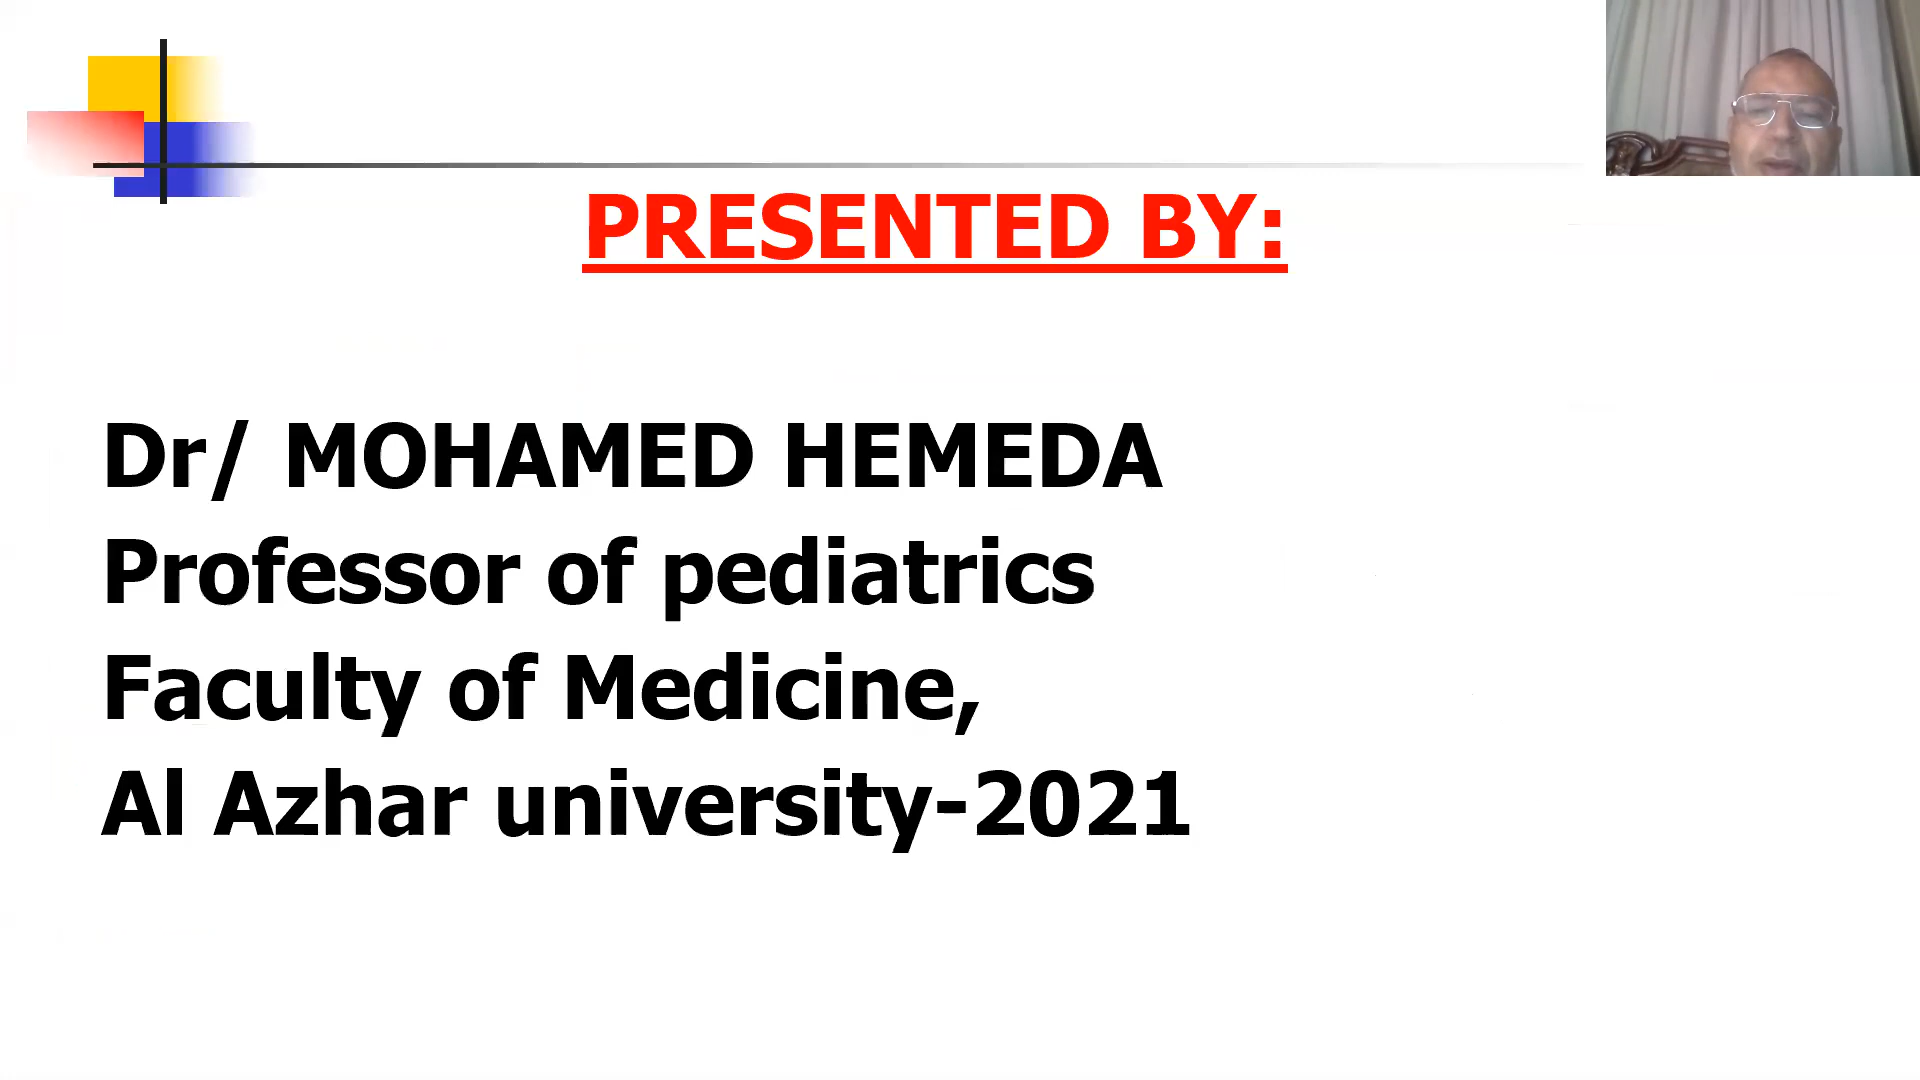 PRESENTED BY:
Dr/ MOHAMED HEMEDA
Professor of pediatrics
Faculty of Medicine,
Al Azhar university-2021